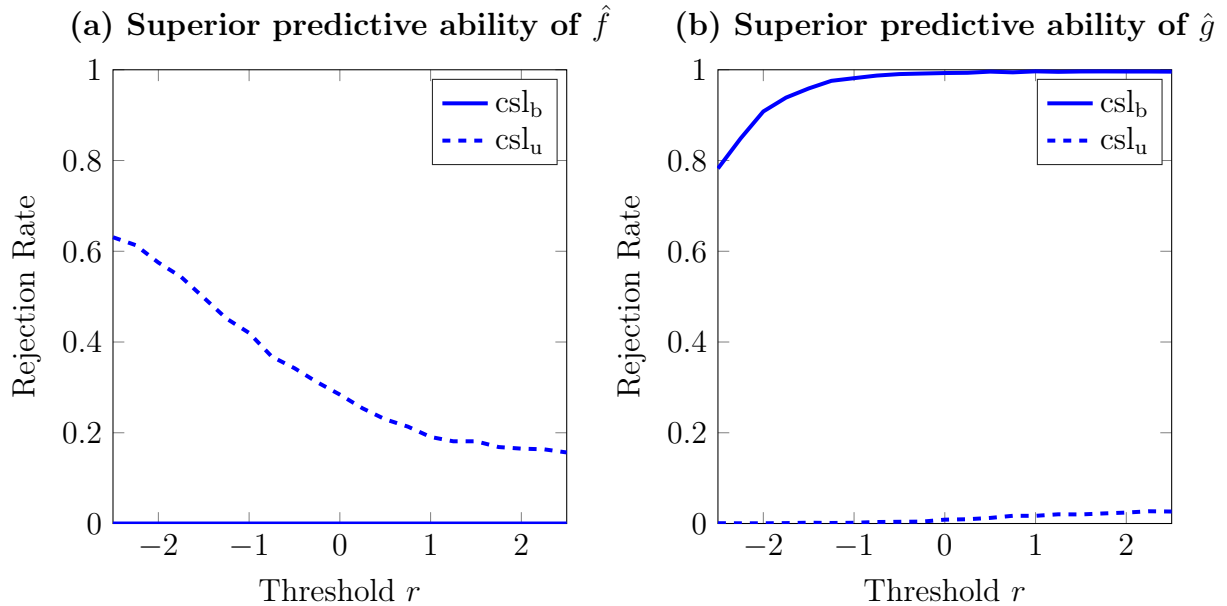 (a) Superior predictive ability of f̂
1
0.8
0.6
0.4
0.2
0
Rejection Rate
csl_b
csl_u
−2
−1
0
1
2
Threshold r
(b) Superior predictive ability of ĝ
1
0.8
0.6
0.4
0.2
0
Rejection Rate
csl_b
csl_u
−2
−1
0
1
2
Threshold r